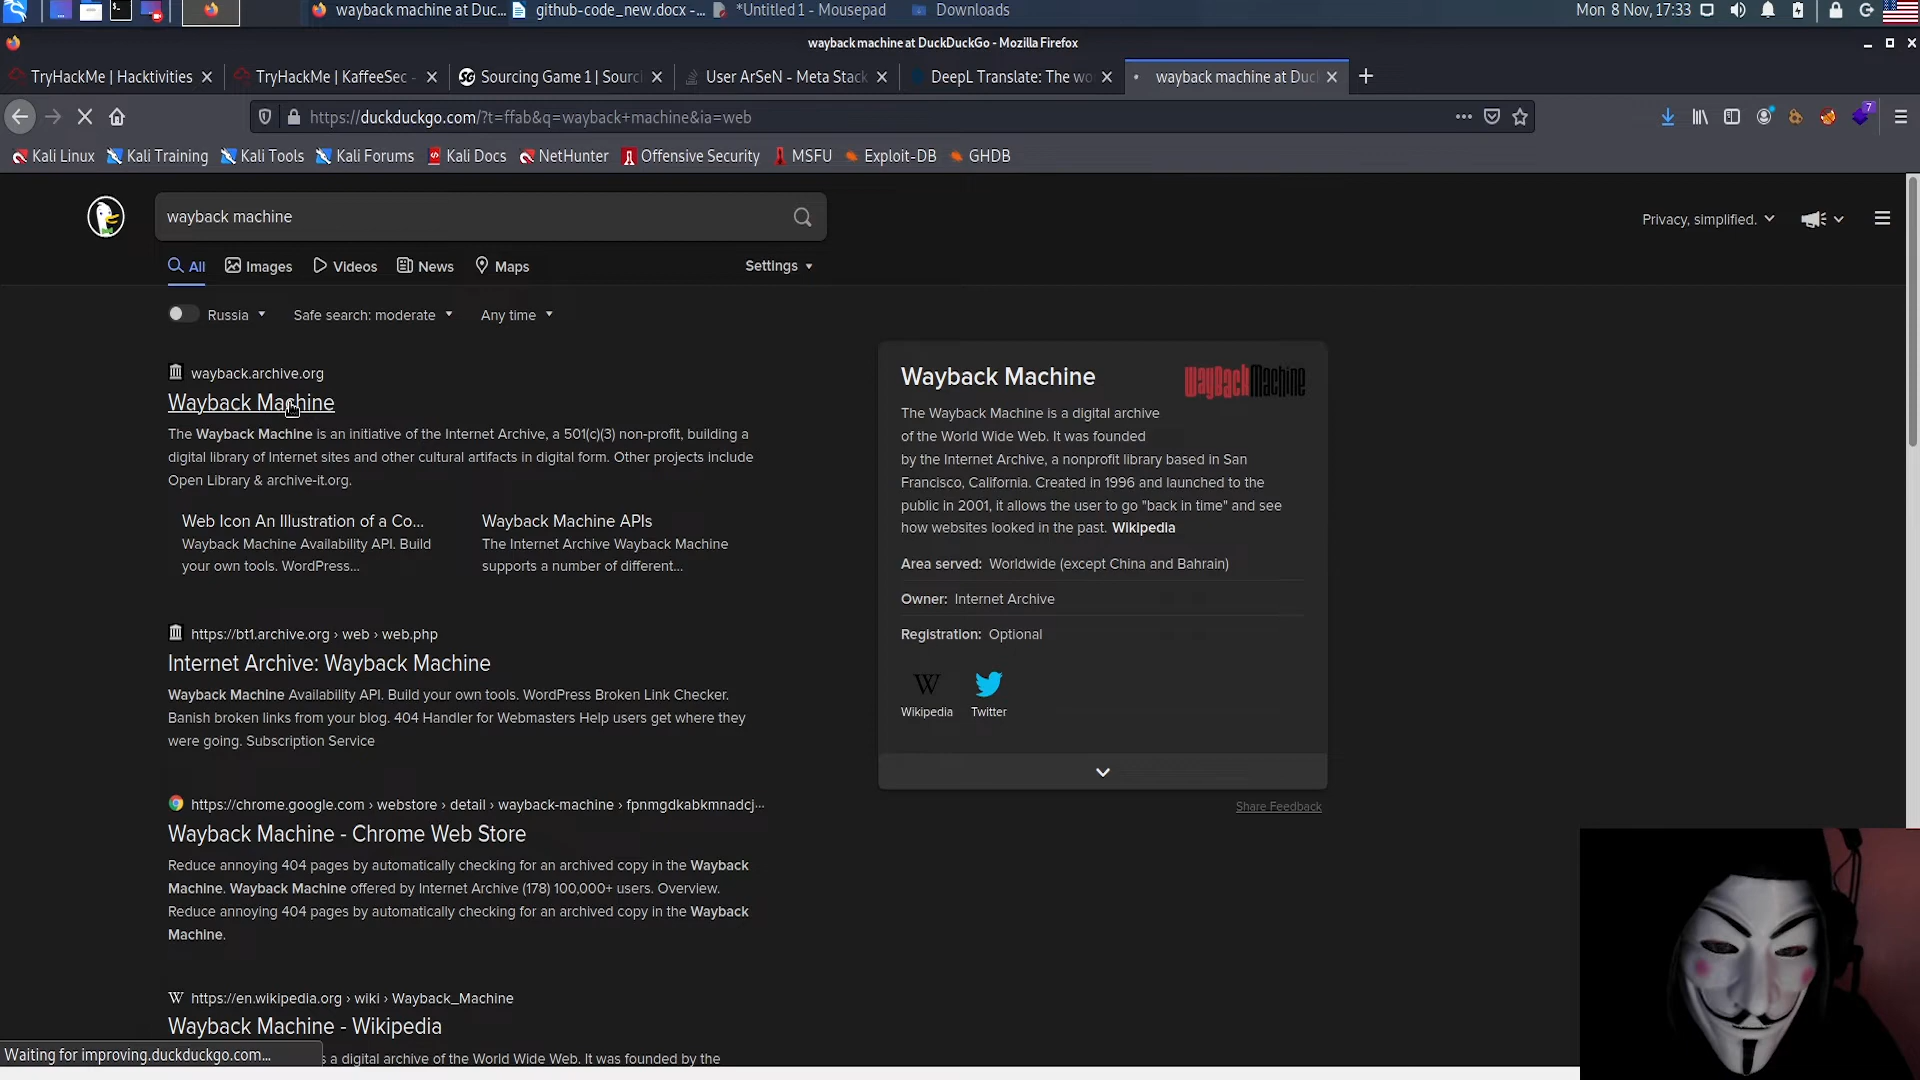 wayback machine at Duc...
github-code_new.docx -...
*Untitled 1 - Mousepad
Downloads
Mon 8 Nov, 17:33
wayback machine at DuckDuckGo - Mozilla Firefox
TryHackMe | Hacktivities
TryHackMe | KaffeeSec -
Sourcing Game 1 | Sourc
User ArSeN - Meta Stack
DeepL Translate: The wo
wayback machine at Duc
https://duckduckgo.com/?t=ffab&q=wayback+machine&ia=web
7
Kali Linux
Kali Training
Kali Tools
Kali Forums
Kali Docs
NetHunter
Offensive Security
MSFU
Exploit-DB
GHDB
wayback machine
Privacy, simplified.
All
Images
Videos
News
Maps
Settings
Russia
Safe search: moderate
Any time
wayback.archive.org
Wayback Machine
The Wayback Machine is an initiative of the Internet Archive, a 501(c)(3) non-profit, building a
digital library of Internet sites and other cultural artifacts in digital form. Other projects include
Open Library & archive-it.org.
Web Icon An Illustration of a Co...
Wayback Machine Availability API. Build
your own tools. WordPress...
Wayback Machine APIs
The Internet Archive Wayback Machine
supports a number of different...
https://bt1.archive.org › web › web.php
Internet Archive: Wayback Machine
Wayback Machine Availability API. Build your own tools. WordPress Broken Link Checker.
Banish broken links from your blog. 404 Handler for Webmasters Help users get where they
were going. Subscription Service
https://chrome.google.com › webstore › detail › wayback-machine › fpnmgdkabkmnadcj...
Wayback Machine - Chrome Web Store
Reduce annoying 404 pages by automatically checking for an archived copy in the Wayback
Machine. Wayback Machine offered by Internet Archive (178) 100,000+ users. Overview.
Reduce annoying 404 pages by automatically checking for an archived copy in the Wayback
Machine.
W https://en.wikipedia.org › wiki › Wayback_Machine
Wayback Machine - Wikipedia
s a digital archive of the World Wide Web. It was founded by the
Waiting for improving.duckduckgo.com...
Wayback Machine
WayBackMachine
The Wayback Machine is a digital archive
of the World Wide Web. It was founded
by the Internet Archive, a nonprofit library based in San
Francisco, California. Created in 1996 and launched to the
public in 2001, it allows the user to go "back in time" and see
how websites looked in the past. Wikipedia
Area served: Worldwide (except China and Bahrain)
Owner: Internet Archive
Registration: Optional
W
Wikipedia
Twitter
Share Feedback